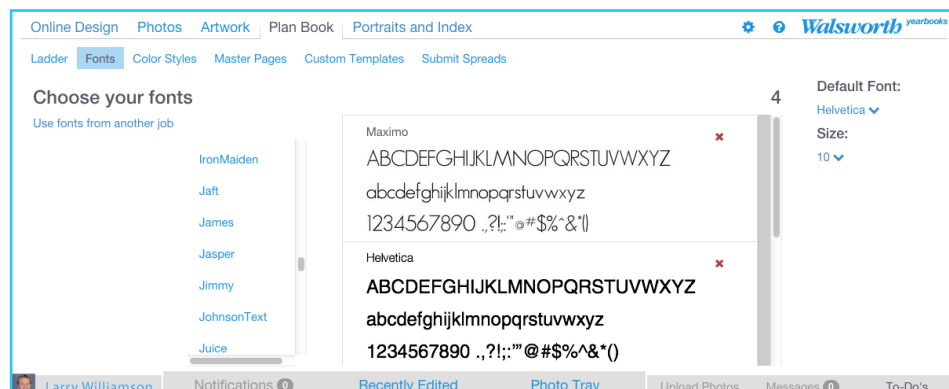 Online Design Photos Artwork Plan Book Portraits and Index Walsworth yearbooks
Ladder Fonts Color Styles Master Pages Custom Templates Submit Spreads
Choose your fonts 4
Use fonts from another job
IronMaiden
Jaft
James
Jasper
Jimmy
JohnsonText
Juice
Maximo
ABCDEFGHIJKLMNOPQRSTUVWXYZ
abcdefghijklmnopqrstuvwxyz
1234567890 .,?!;:'"@#$%^&*()
Helvetica
ABCDEFGHIJKLMNOPQRSTUVWXYZ
abcdefghijklmnopqrstuvwxyz
1234567890 .,?!;:'"@#$%^&*()
Default Font:
Helvetica
Size:
10
Larry Williamson Notifications 0 Recently Edited Photo Tray Upload Photos Messages 0 To-Do's